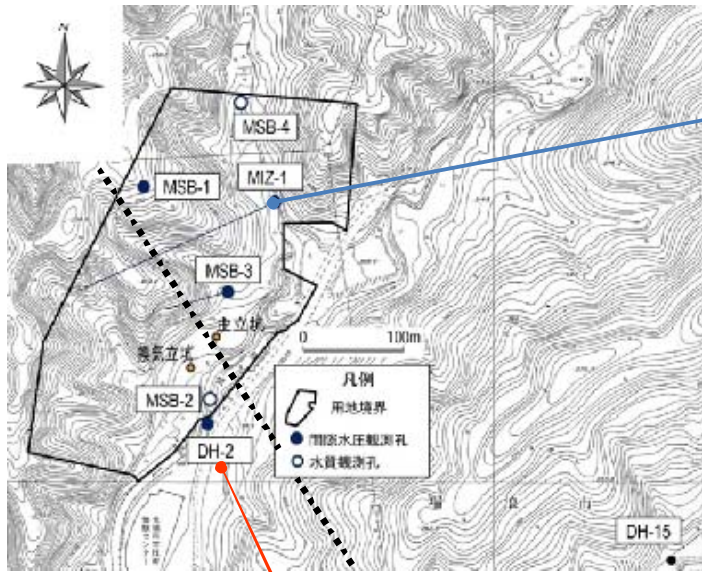 N
MSB-4
MSB-1
MIZ-1
MSB-3
主立坑
換気立坑
0 100m
凡例
用地境界
間隙水圧観測孔
水質観測孔
MSB-2
DH-2
DH-15